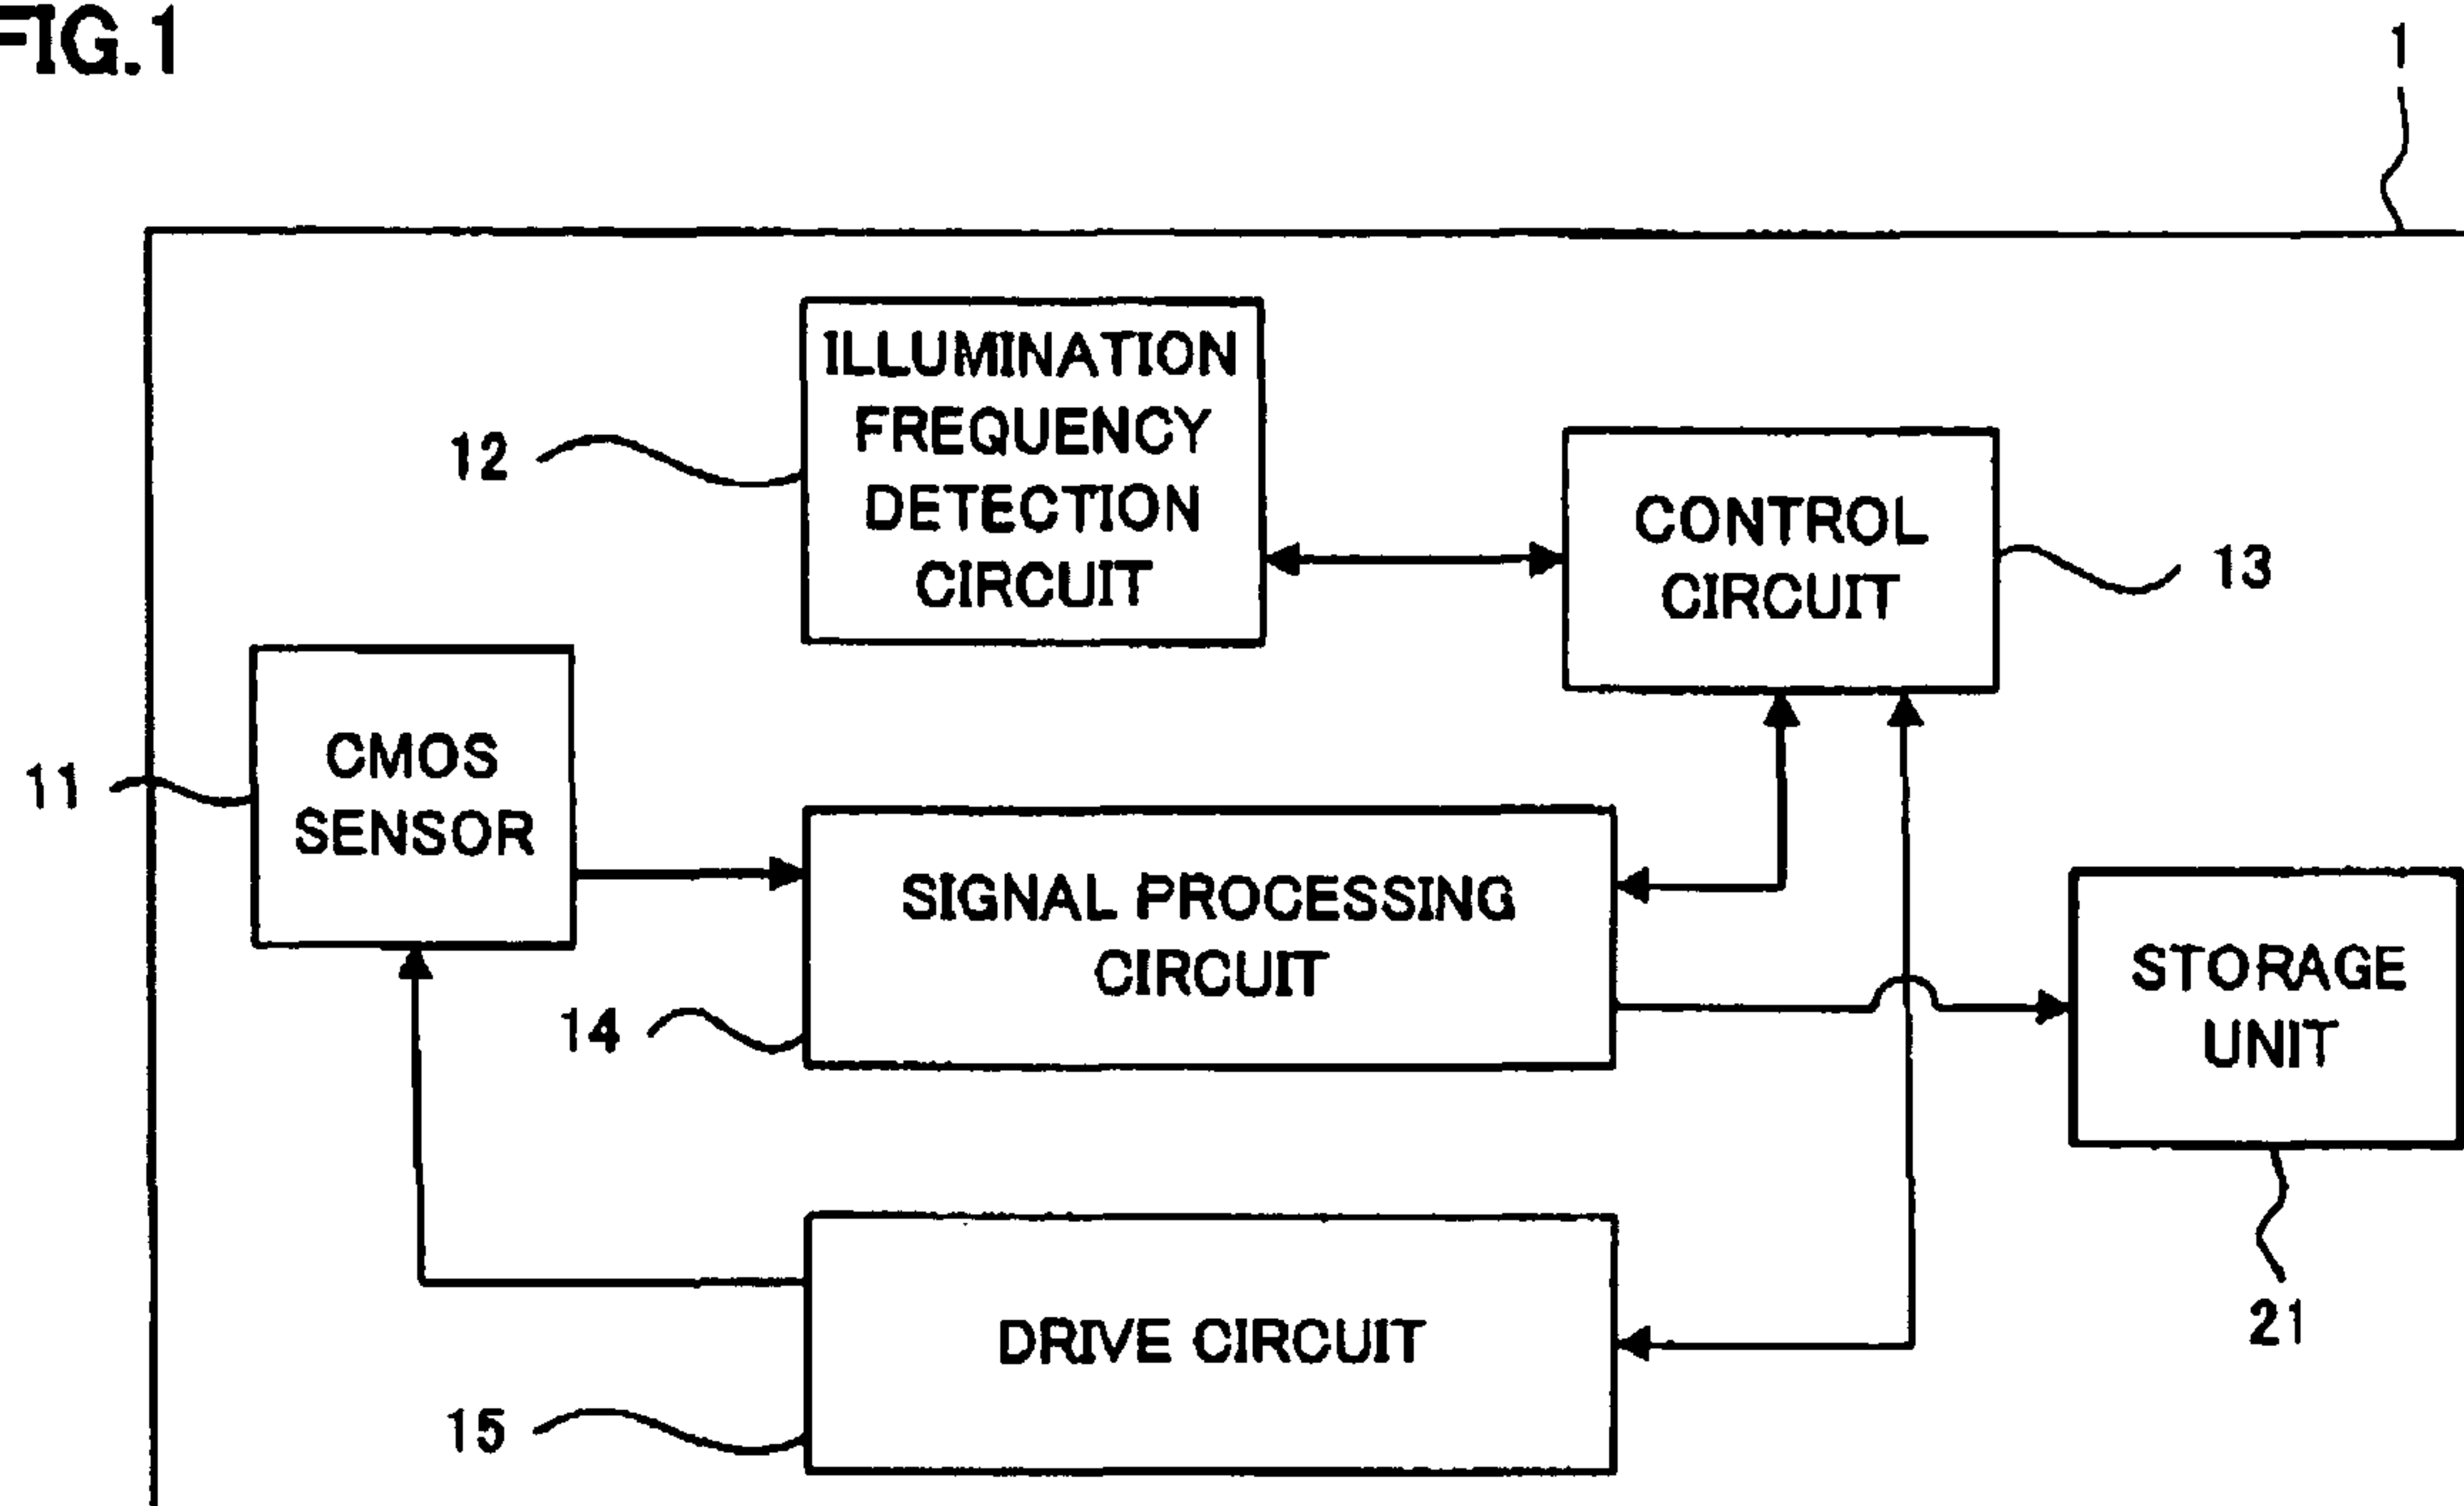 FIG.1
1
ILLUMINATION
FREQUENCY
DETECTION
CIRCUIT
12
CONTROL
CIRCUIT
13
CMOS
SENSOR
11
SIGNAL PROCESSING
CIRCUIT
14
STORAGE
UNIT
21
DRIVE CIRCUIT
15